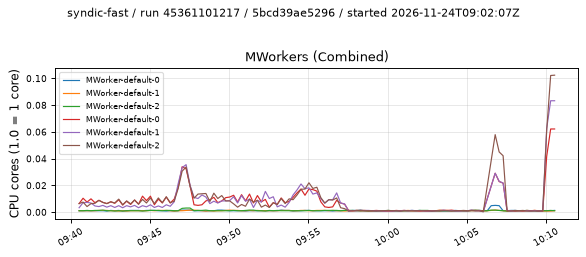 syndic-fast / run 45361101217 / 5bcd39ae5296 / started 2026-11-24T09:02:07Z
MWorkers (Combined)
CPU cores (1.0 = 1 core)
0.10
0.08
0.06
0.04
0.02
0.00
MWorker-default-0
MWorker-default-1
MWorker-default-2
MWorker-default-0
MWorker-default-1
MWorker-default-2
09:40
09:45
09:50
09:55
10:00
10:05
10:10